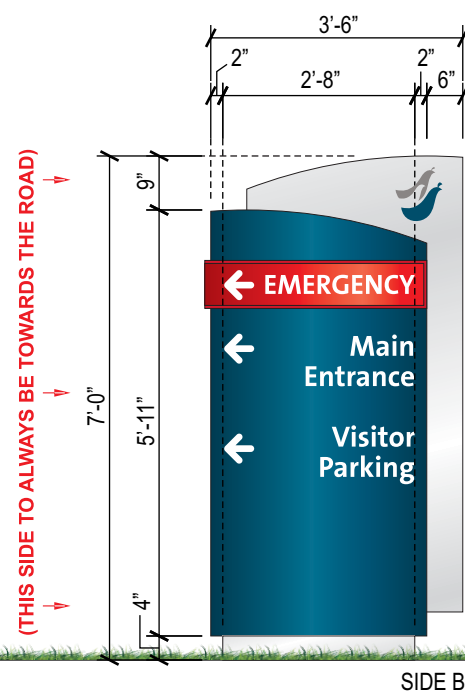 3’-6”
2”
2”
2’-8”
6”
(THIS SIDE TO ALWAYS BE TOWARDS THE ROAD)
9”
7’-0”
5’-11”
4”
EMERGENCY
Main
Entrance
Visitor
Parking
SIDE B